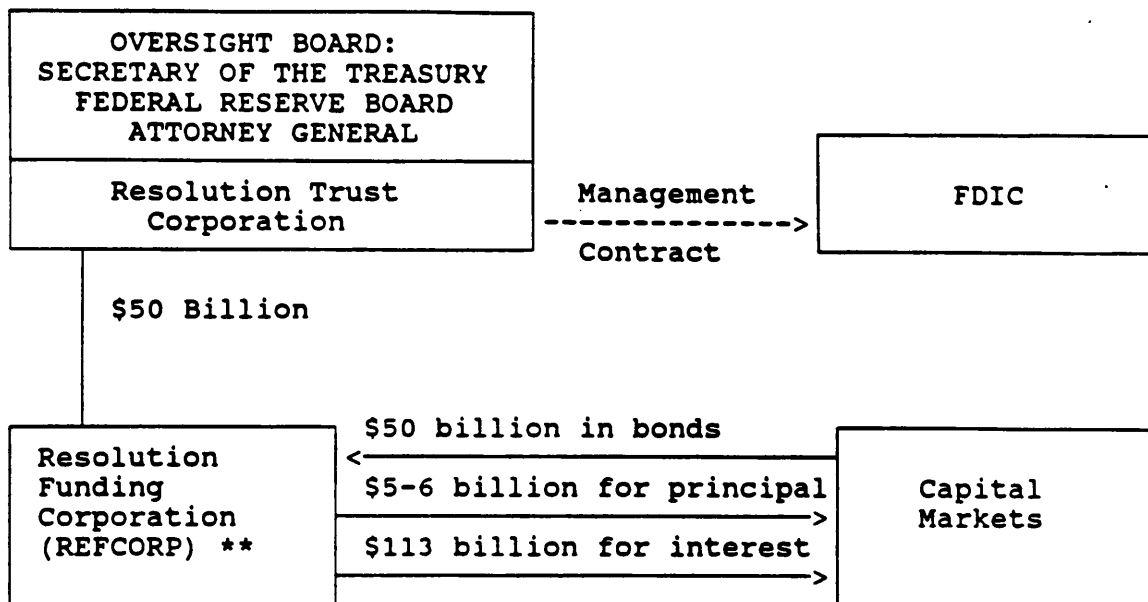 OVERSIGHT BOARD:
SECRETARY OF THE TREASURY
FEDERAL RESERVE BOARD
ATTORNEY GENERAL
Resolution Trust
Corporation
Management
Contract
FDIC
$50 Billion
Resolution
Funding
Corporation
(REFCORP) **
$50 billion in bonds
$5-6 billion for principal
$113 billion for interest
Capital
Markets